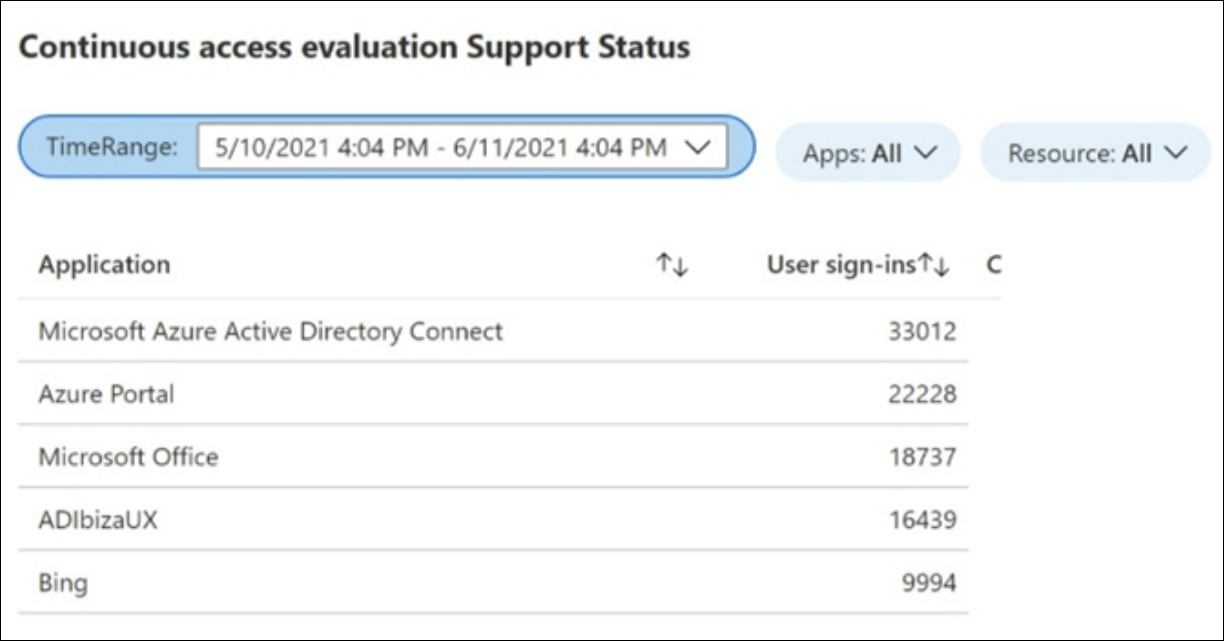 Continuous access evaluation Support Status
TimeRange: 5/10/2021 4:04 PM - 6/11/2021 4:04 PM Apps: All Resource: All
Application User sign-ins C
Microsoft Azure Active Directory Connect 33012
Azure Portal 22228
Microsoft Office 18737
ADIbizaUX 16439
Bing 9994